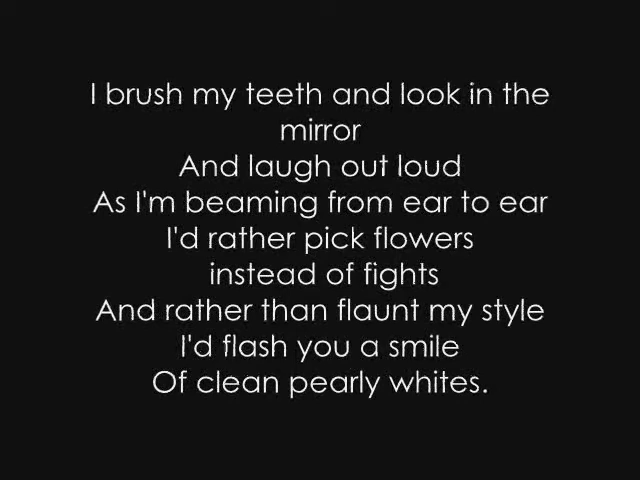 I brush my teeth and look in the
mirror
And laugh out loud
As I'm beaming from ear to ear
I'd rather pick flowers
instead of fights
And rather than flaunt my style
I'd flash you a smile
Of clean pearly whites.